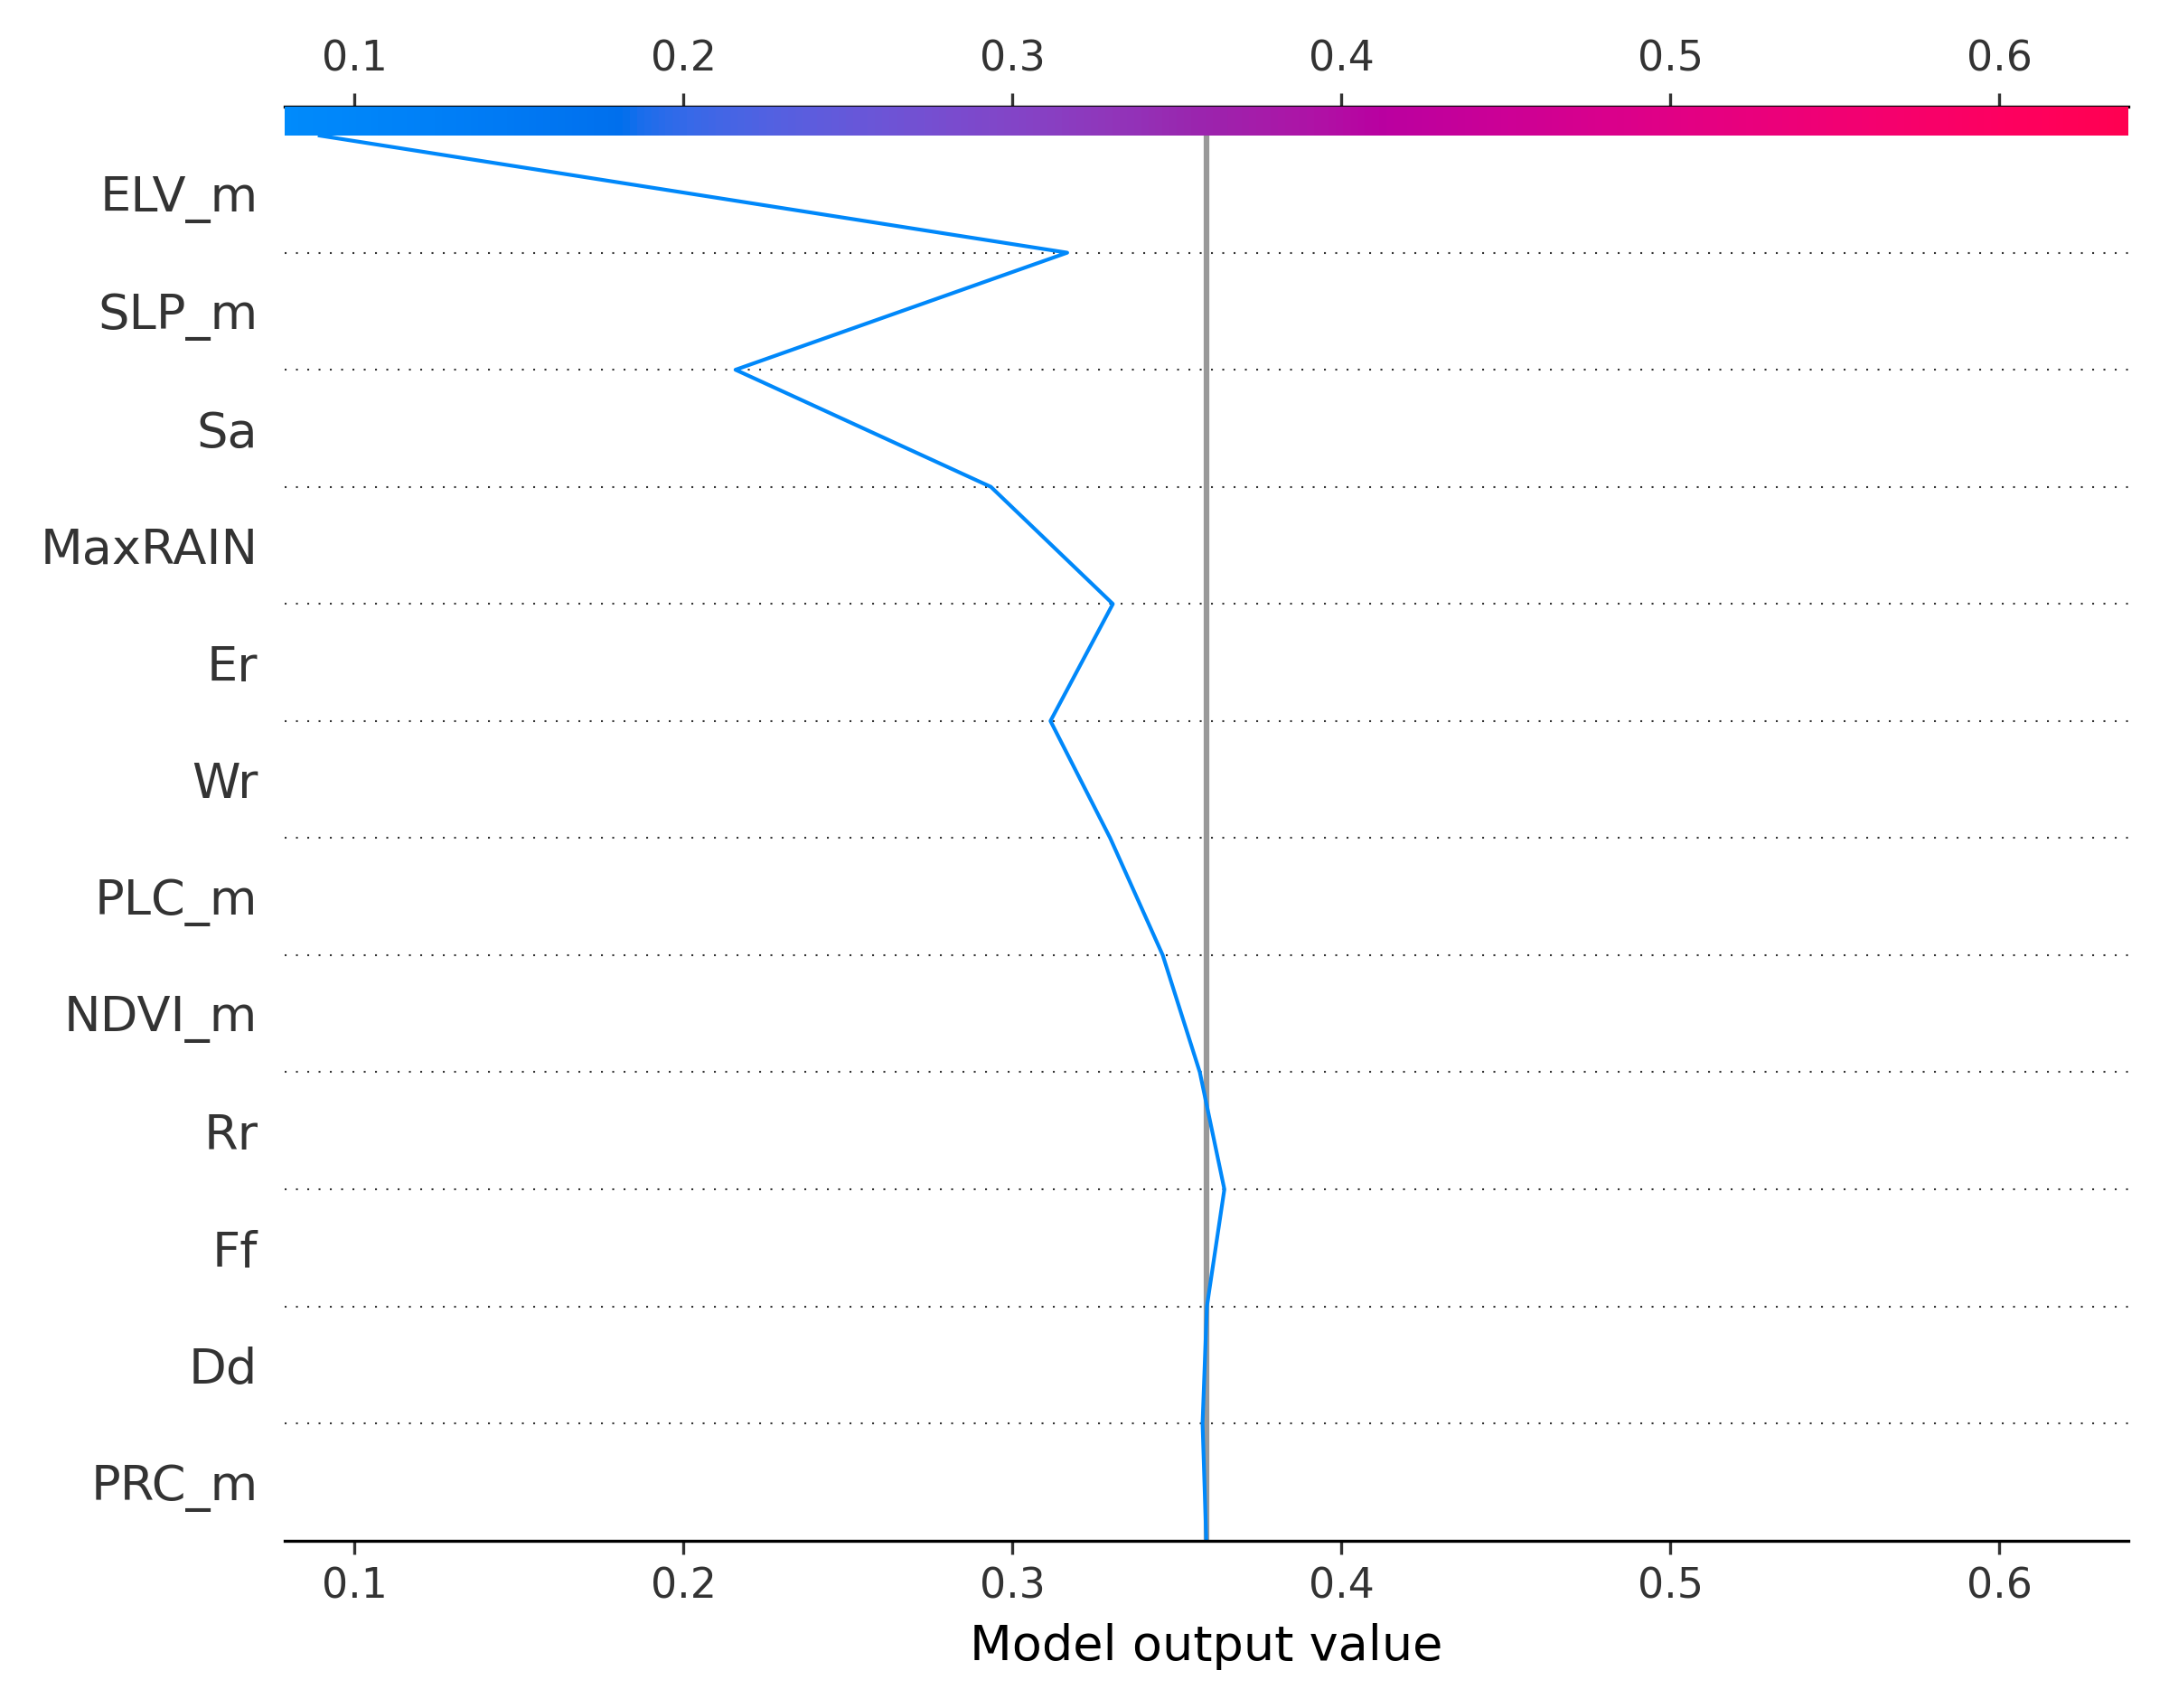 0.1 0.2 0.3 0.4 0.5 0.6
ELV_m
SLP_m
Sa
MaxRAIN
Er
Wr
PLC_m
NDVI_m
Rr
Ff
Dd
PRC_m
0.1 0.2 0.3 0.4 0.5 0.6
Model output value